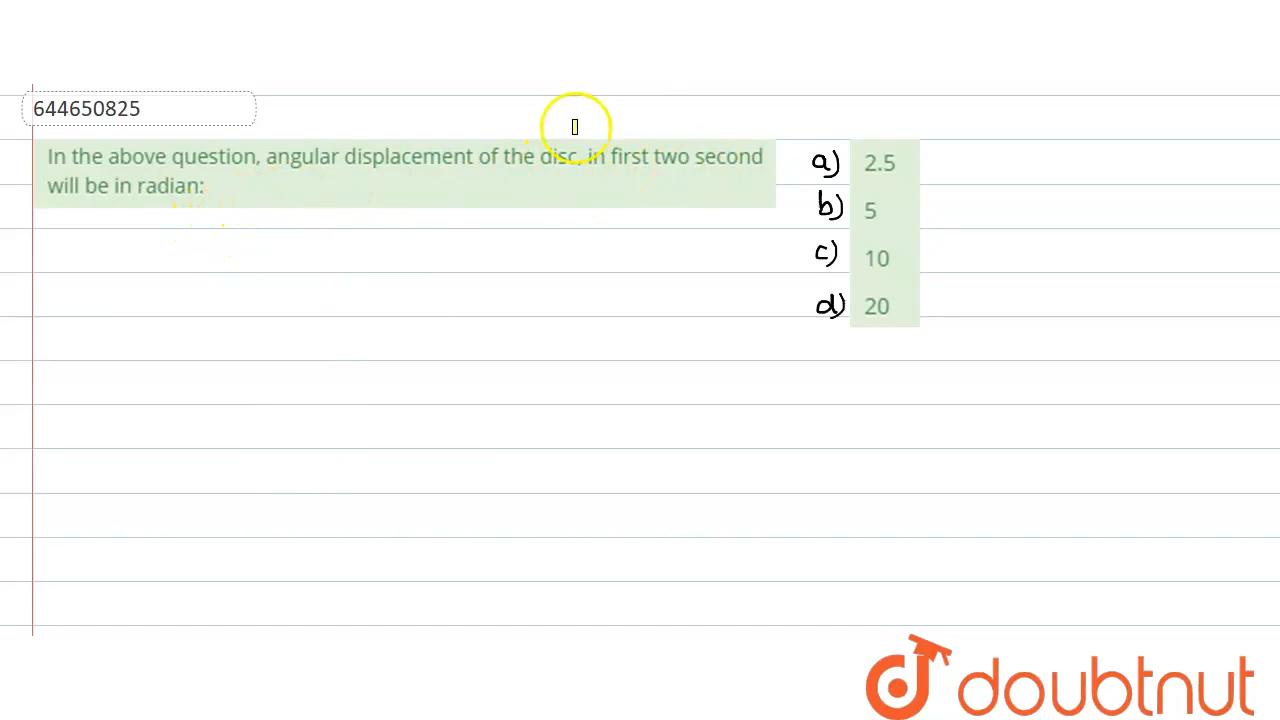 644650825
In the above question, angular displacement of the disc, in first two second
will be in radian:
a) 2.5
b) 5
c) 10
d) 20
doubtnut